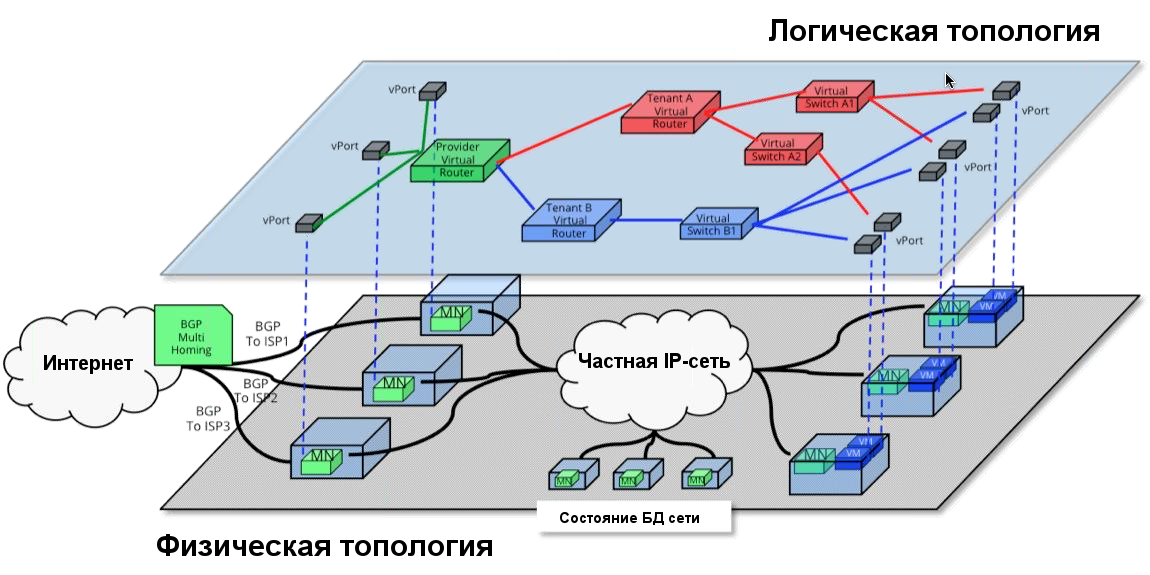 Логическая топология
vPort
vPort
vPort
Provider
Virtual
Router
Tenant A
Virtual
Router
Virtual
Switch A1
Virtual
Switch A2
Tenant B
Virtual
Router
Virtual
Switch B1
vPort
vPort
vPort
Интернет
BGP
Multi
Homing
BGP
To ISP1
BGP
To ISP2
BGP
To ISP3
MN
MN
MN
Частная IP-сеть
MN
VM
VM
MN
VM
VM
MN
VM
VM
MN
MN
MN
Состояние БД сети
Физическая топология